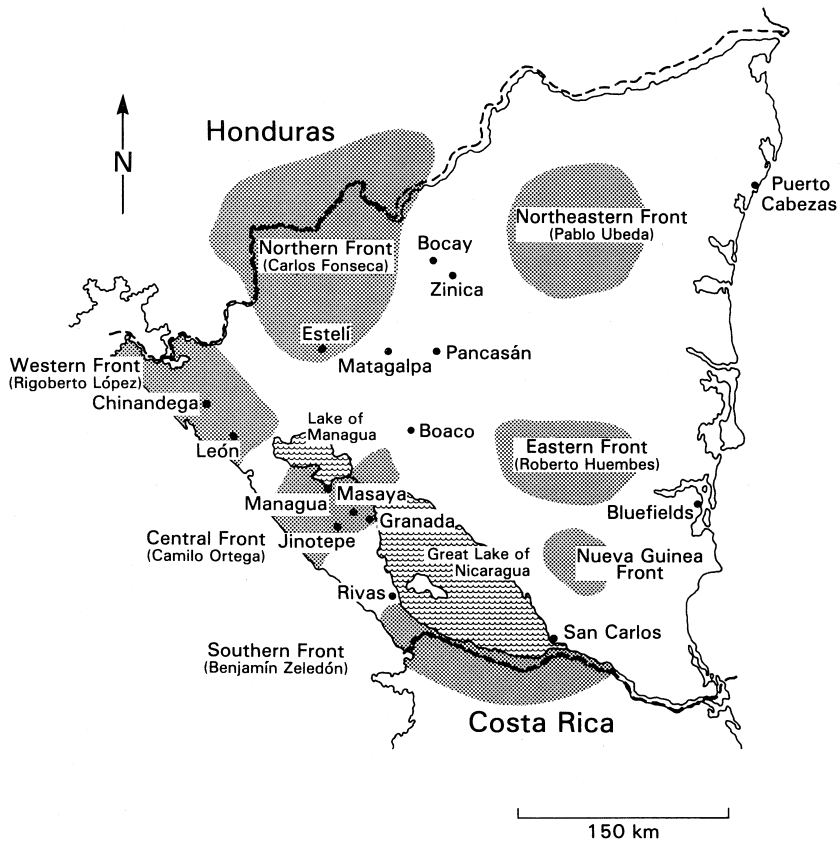 Honduras
N
Puerto
Cabezas
Northeastern Front
(Pablo Ubeda)
Northern Front
(Carlos Fonseca)
Bocay
Zinica
Estelí
Matagalpa
Pancasán
Western Front
(Rigoberto López)
Chinandega
León
Lake of
Managua
Boaco
Eastern Front
(Roberto Huembes)
Managua
Masaya
Granada
Bluefields
Central Front
(Camilo Ortega)
Jinotepe
Great Lake of
Nicaragua
Nueva Guinea
Front
Rivas
San Carlos
Southern Front
(Benjamín Zeledón)
Costa Rica
150 km